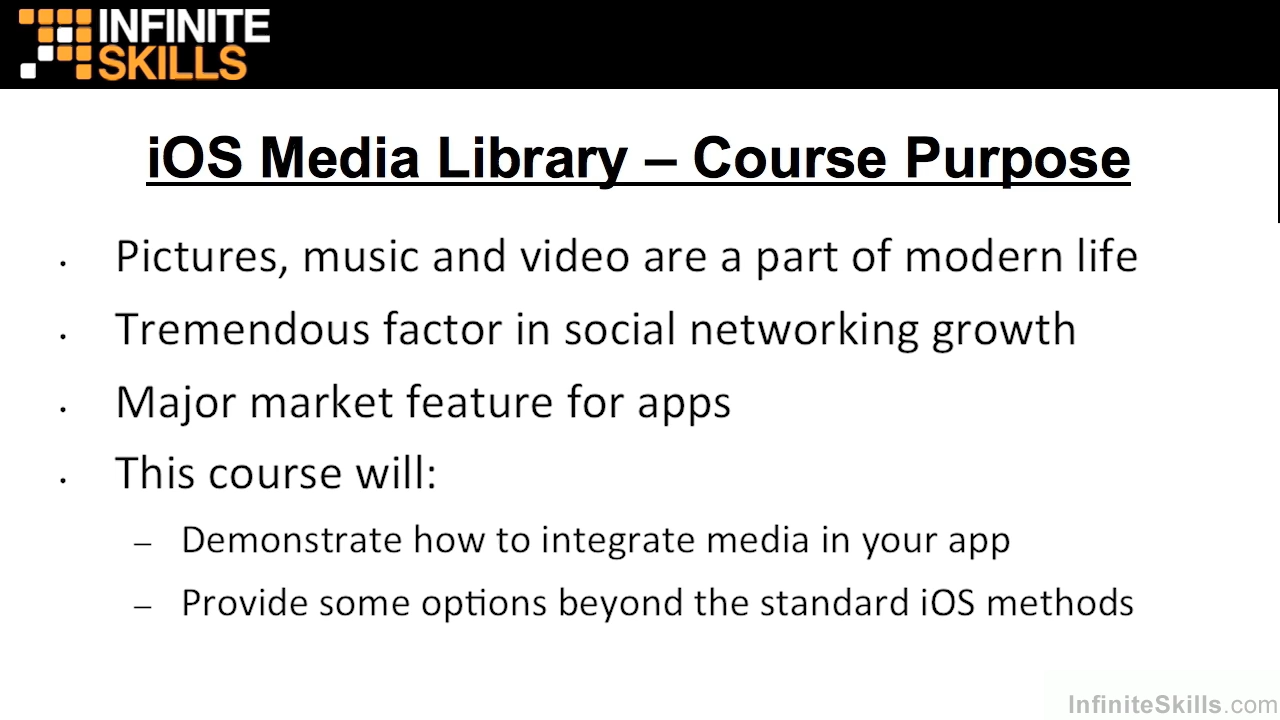 INFINITE
SKILLS
iOS Media Library – Course Purpose
· Pictures, music and video are a part of modern life
· Tremendous factor in social networking growth
· Major market feature for apps
· This course will:
– Demonstrate how to integrate media in your app
– Provide some options beyond the standard iOS methods
InfiniteSkills.com